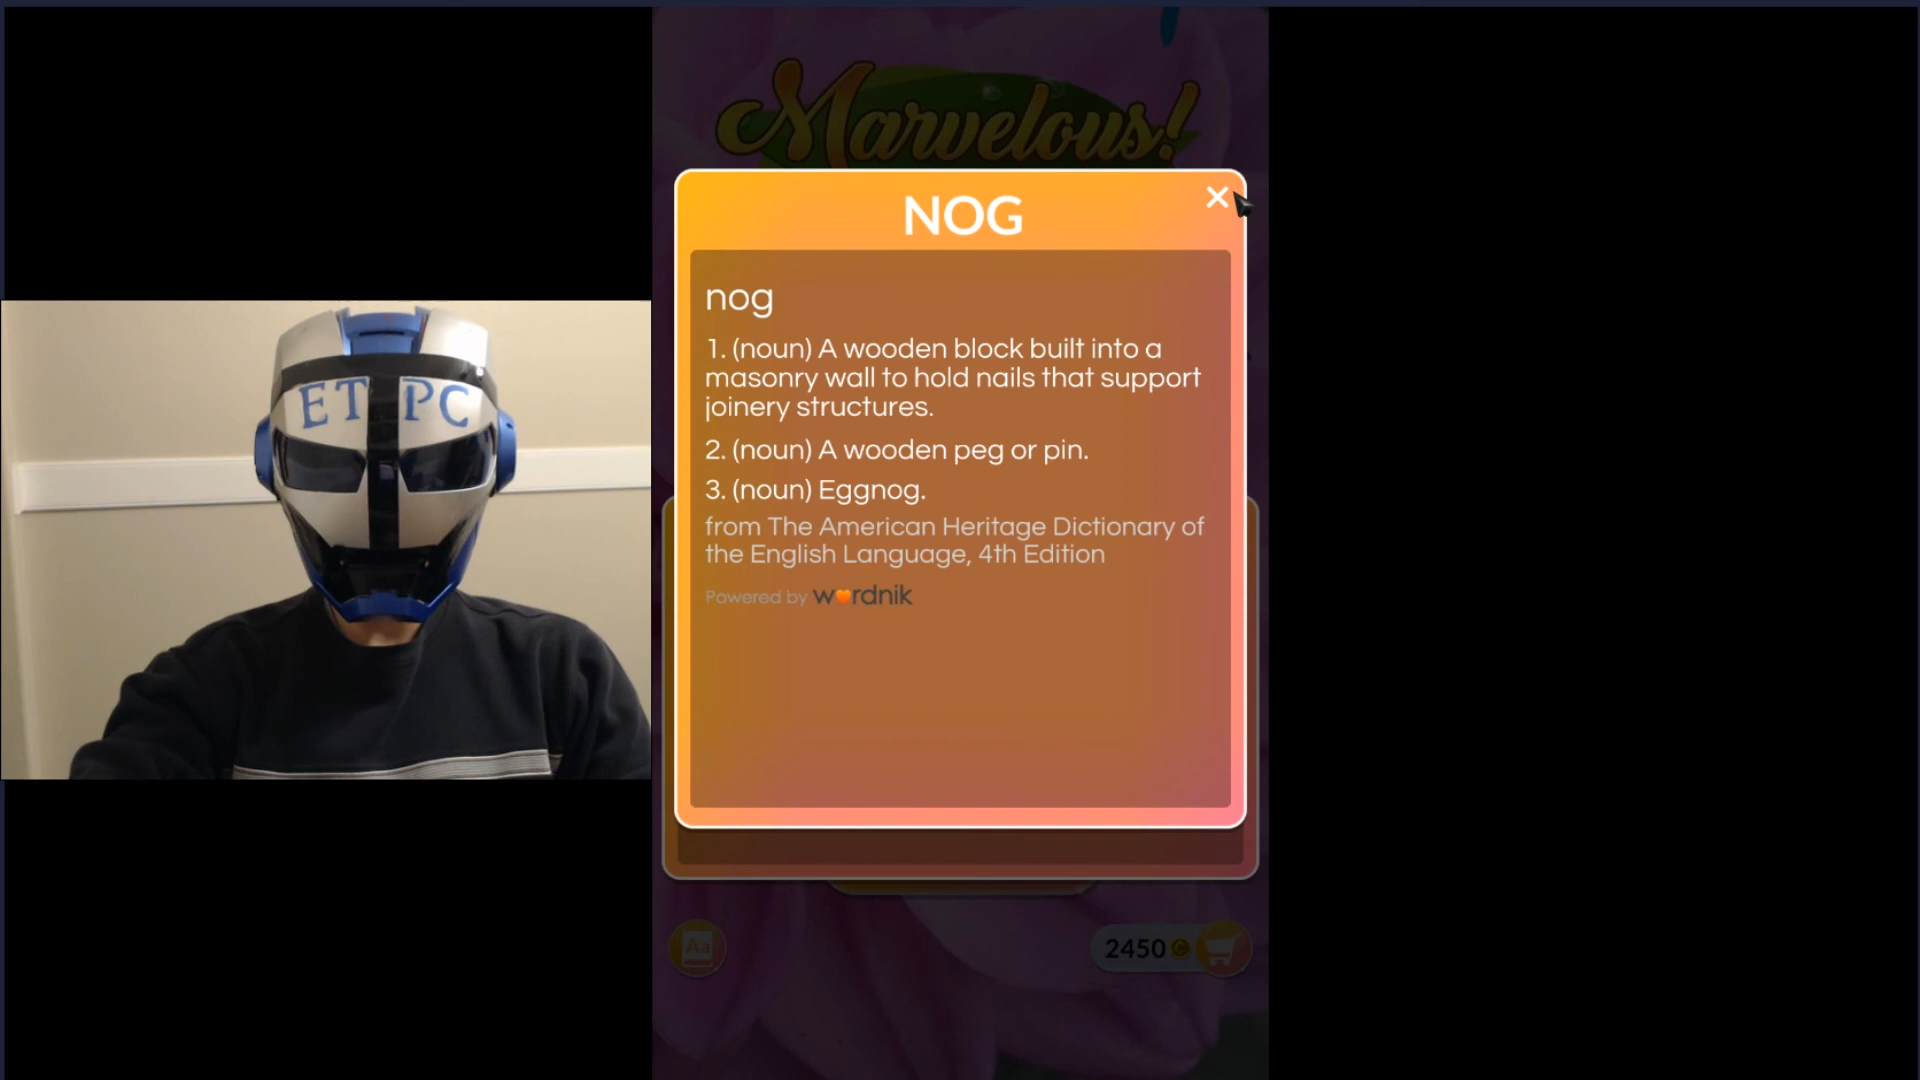 Marvelous!
NOG
nog
1. (noun) A wooden block built into a
masonry wall to hold nails that support
joinery structures.
2. (noun) A wooden peg or pin.
3. (noun) Eggnog.
from The American Heritage Dictionary of
the English Language, 4th Edition
Powered by wordnik
ET PC
Aa
2450